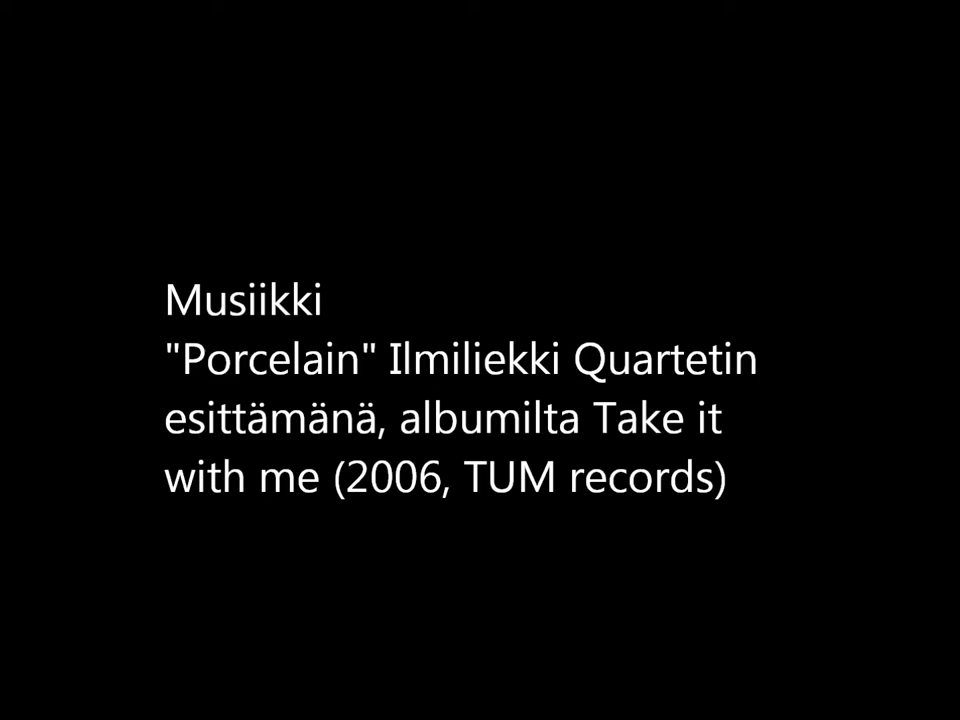 Musiikki
"Porcelain" Ilmiliekki Quartetin
esittämänä, albumilta Take it
with me (2006, TUM records)